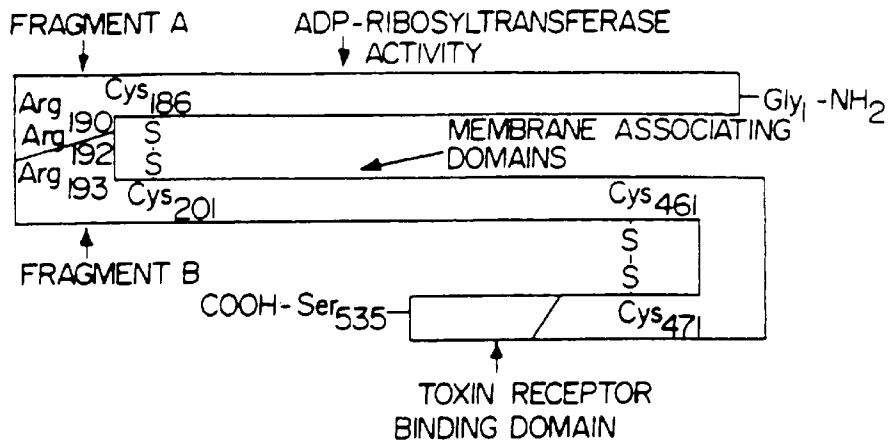 FRAGMENT A
ADP-RIBOSYLTRANSFERASE
ACTIVITY
Cys186
Arg190
Arg192
Arg193
Gly1-NH2
S
S
MEMBRANE ASSOCIATING
DOMAINS
Cys201
Cys461
FRAGMENT B
S
S
COOH-Ser535
Cys471
TOXIN RECEPTOR
BINDING DOMAIN